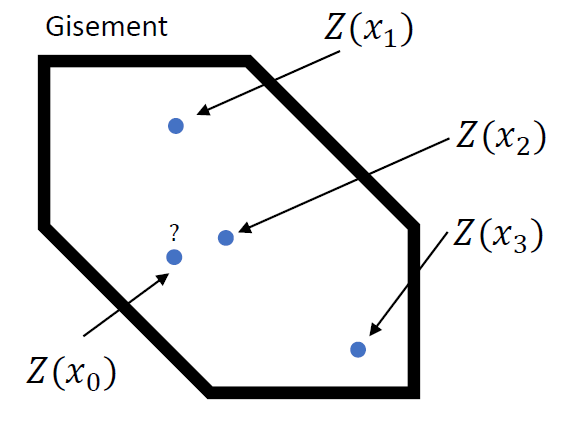 Gisement
Z(x₁)
Z(x₂)
Z(x₃)
?
Z(x₀)